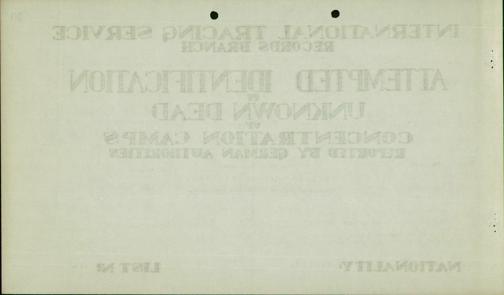 INTERNATIONAL TRACING SERVICE
RECORDS BRANCH
ATTEMPTED IDENTIFICATION
OF
UNKNOWN DEAD
OF
CONCENTRATION CAMPS
REPORTED BY GERMAN AUTHORITIES
NATIONALITY: LIST Nº